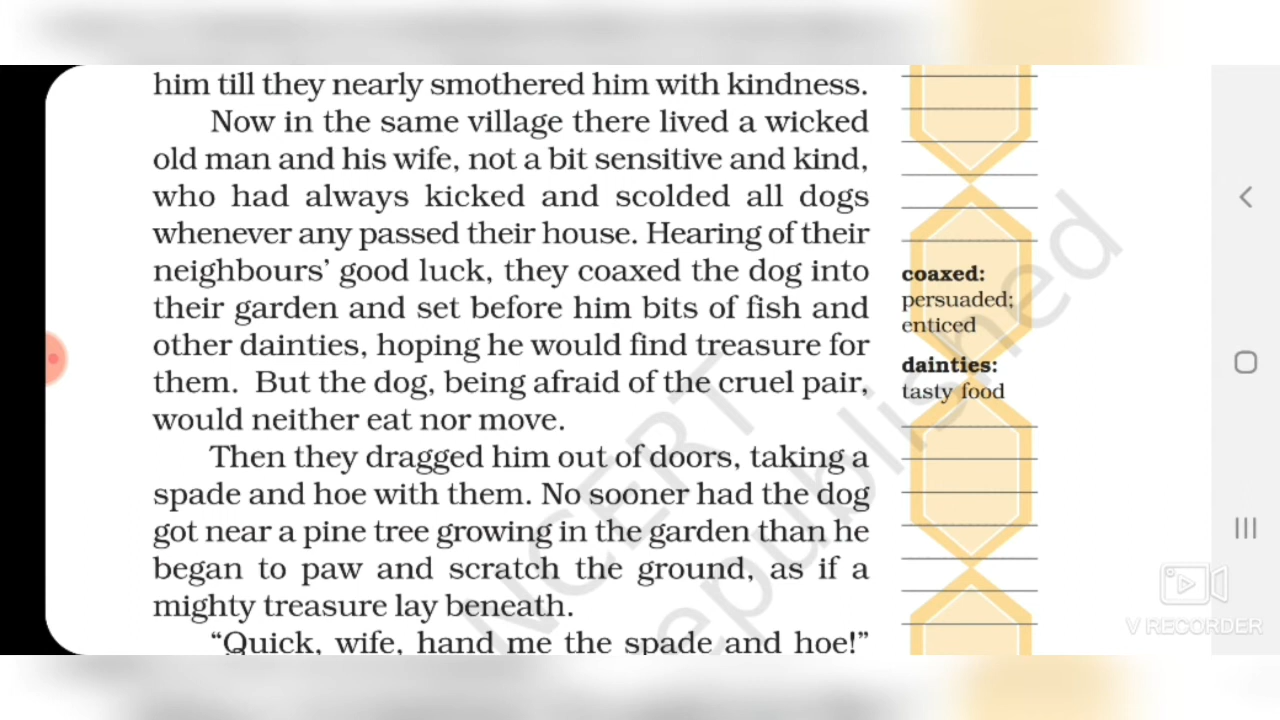 him till they nearly smothered him with kindness.
Now in the same village there lived a wicked
old man and his wife, not a bit sensitive and kind,
who had always kicked and scolded all dogs
whenever any passed their house. Hearing of their
neighbours’ good luck, they coaxed the dog into
their garden and set before him bits of fish and
other dainties, hoping he would find treasure for
them. But the dog, being afraid of the cruel pair,
would neither eat nor move.
Then they dragged him out of doors, taking a
spade and hoe with them. No sooner had the dog
got near a pine tree growing in the garden than he
began to paw and scratch the ground, as if a
mighty treasure lay beneath.
“Quick, wife, hand me the spade and hoe!”
coaxed:
persuaded;
enticed
dainties:
tasty food
NCERT
republished
V RECORDER